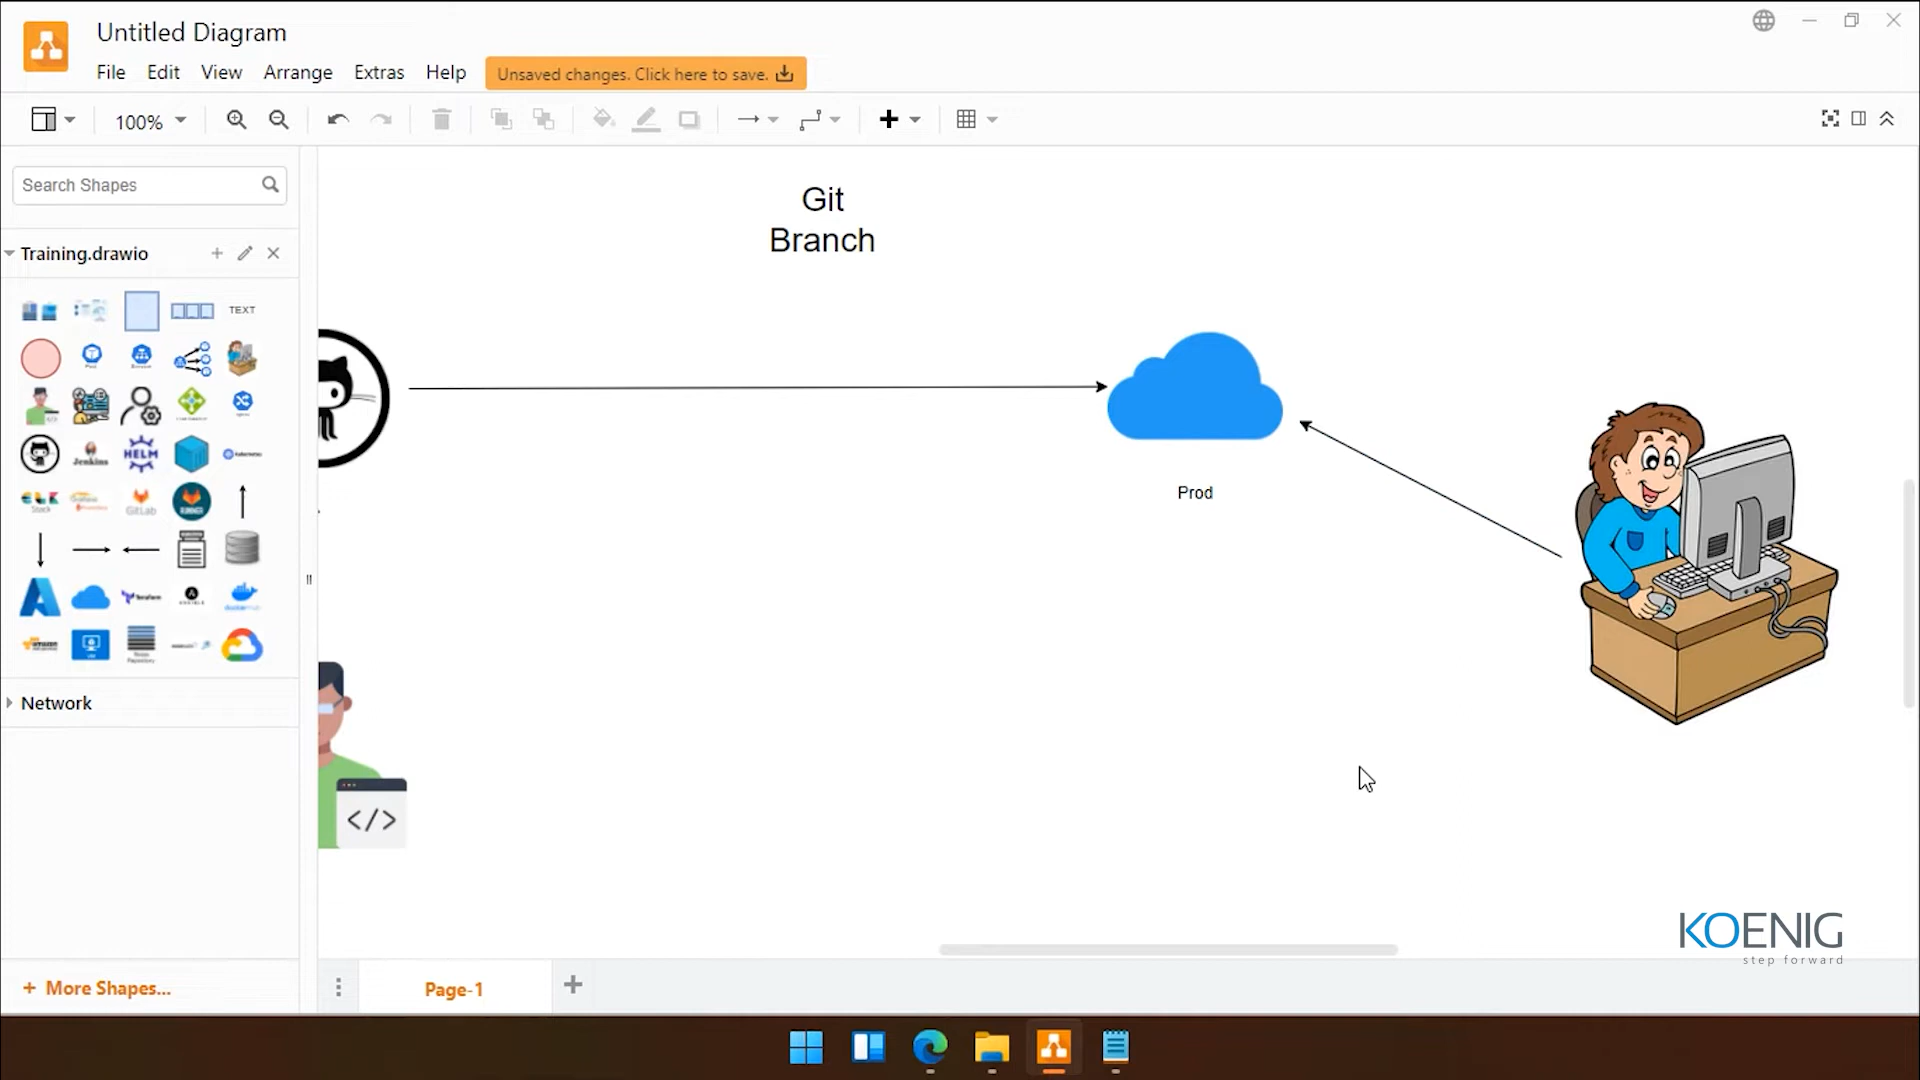 Untitled Diagram
File Edit View Arrange Extras Help
Unsaved changes. Click here to save.
100%
Search Shapes
Training.drawio
TEXT
Jenkins
HELM
GitLab
Network
+ More Shapes...
Git
Branch
Prod
</>
KOENIG
step forward
Page-1